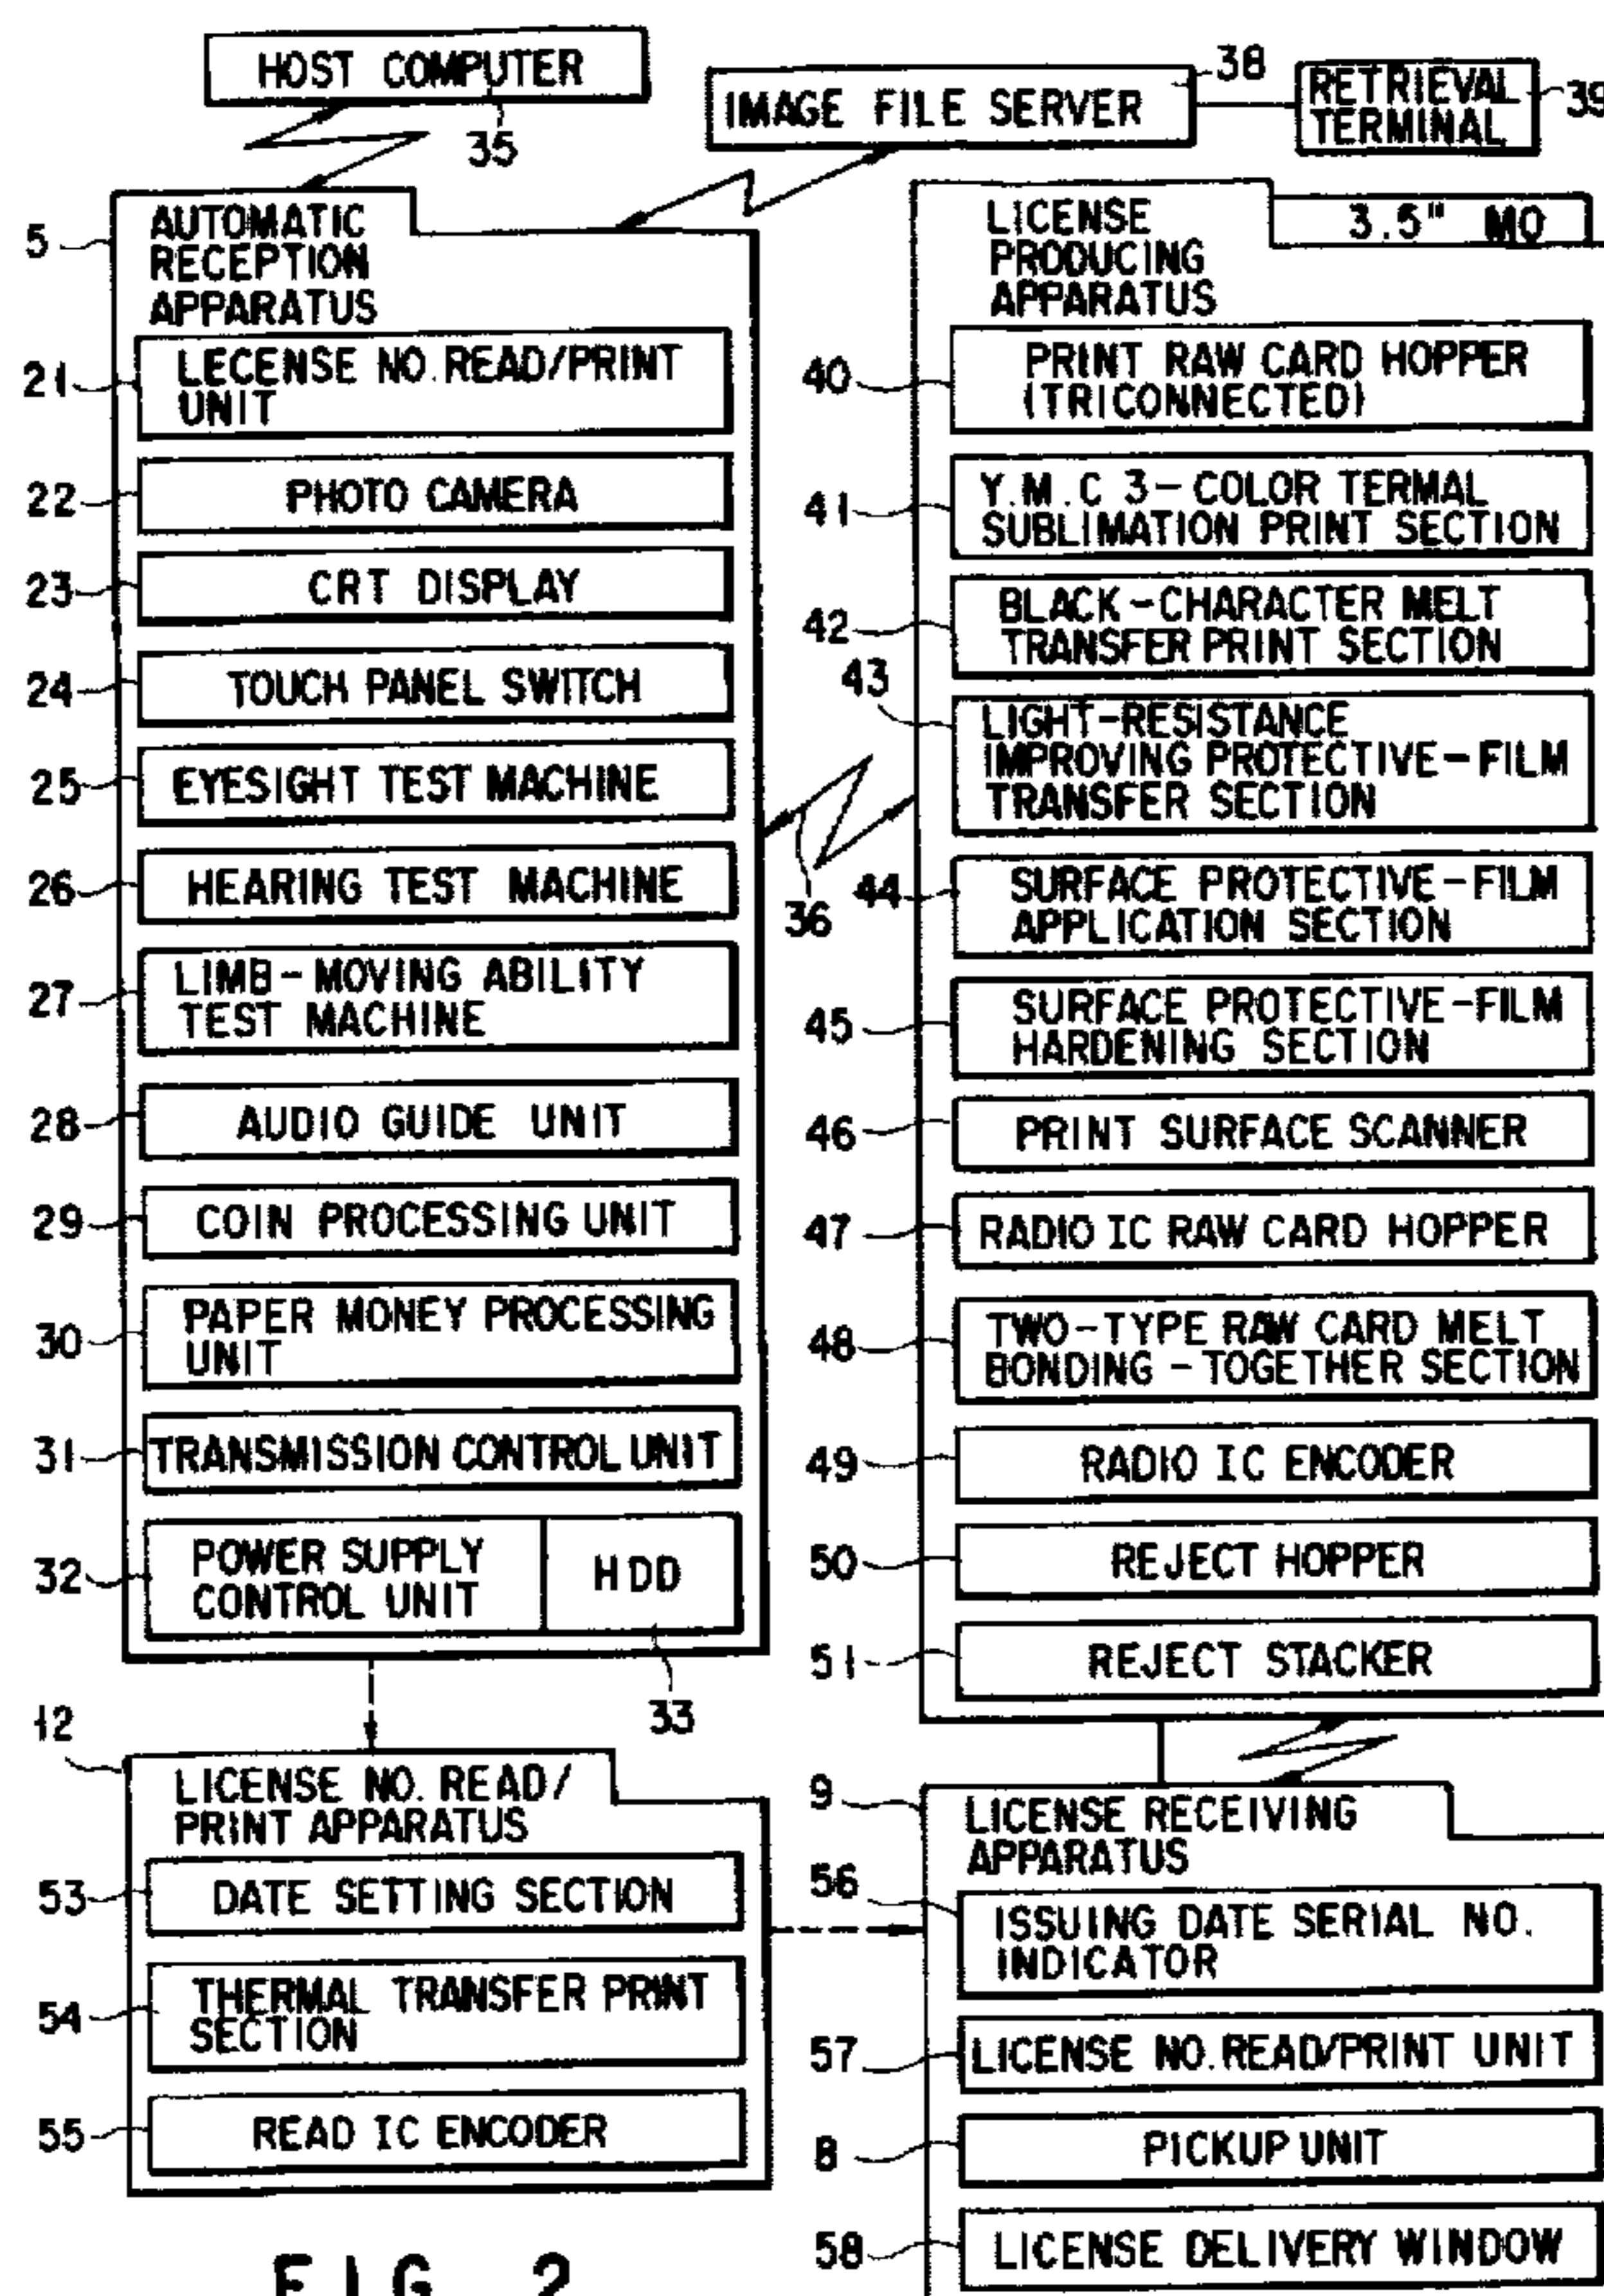 HOST COMPUTER
35
IMAGE FILE SERVER
38
RETRIEVAL
TERMINAL
39
5
AUTOMATIC
RECEPTION
APPARATUS
21
LECENSE NO. READ/PRINT
UNIT
22
PHOTO CAMERA
23
CRT DISPLAY
24
TOUCH PANEL SWITCH
25
EYESIGHT TEST MACHINE
26
HEARING TEST MACHINE
27
LIMB-MOVING ABILITY
TEST MACHINE
28
AUDIO GUIDE UNIT
29
COIN PROCESSING UNIT
30
PAPER MONEY PROCESSING
UNIT
31
TRANSMISSION CONTROL UNIT
32
POWER SUPPLY
CONTROL UNIT
HDD
33
36
LICENSE
PRODUCING
APPARATUS
3.5" MO
40
PRINT RAW CARD HOPPER
(TRICONNECTED)
41
Y.M.C 3-COLOR TERMAL
SUBLIMATION PRINT SECTION
42
BLACK-CHARACTER MELT
TRANSFER PRINT SECTION
43
LIGHT-RESISTANCE
IMPROVING PROTECTIVE-FILM
TRANSFER SECTION
44
SURFACE PROTECTIVE-FILM
APPLICATION SECTION
45
SURFACE PROTECTIVE-FILM
HARDENING SECTION
46
PRINT SURFACE SCANNER
47
RADIO IC RAW CARD HOPPER
48
TWO-TYPE RAW CARD MELT
BONDING-TOGETHER SECTION
49
RADIO IC ENCODER
50
REJECT HOPPER
51
REJECT STACKER
12
LICENSE NO. READ/
PRINT APPARATUS
53
DATE SETTING SECTION
54
THERMAL TRANSFER PRINT
SECTION
55
READ IC ENCODER
9
LICENSE RECEIVING
APPARATUS
56
ISSUING DATE SERIAL NO.
INDICATOR
57
LICENSE NO. READ/PRINT UNIT
8
PICKUP UNIT
58
LICENSE DELIVERY WINDOW
FIG. 2